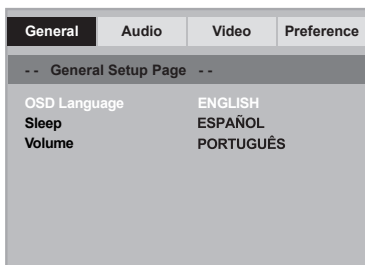 General Audio Video Preference
- - General Setup Page - -
OSD Language ENGLISH
Sleep ESPAÑOL
Volume PORTUGUÊS